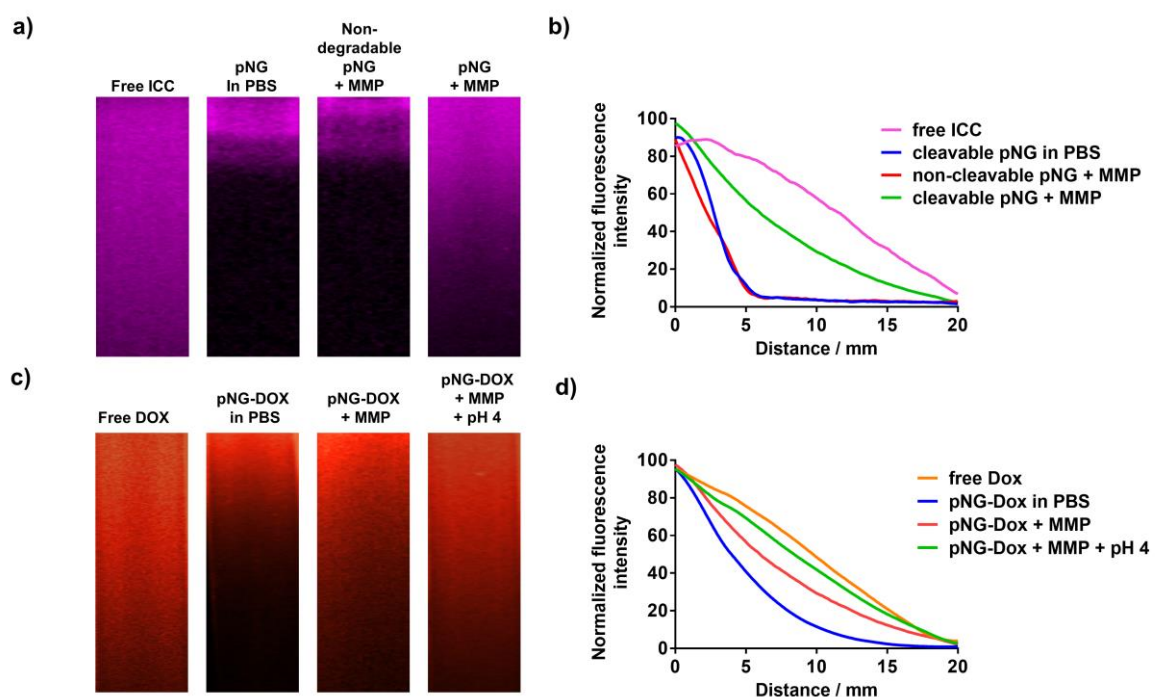 a)
Free ICC
pNG
In PBS
Non-
degradable
pNG
+ MMP
pNG
+ MMP
b)
Normalized fluorescence
intensity
100
80
60
40
20
0
0
5
10
15
20
Distance / mm
free ICC
cleavable pNG in PBS
non-cleavable pNG + MMP
cleavable pNG + MMP
c)
Free DOX
pNG-DOX
in PBS
pNG-DOX
+ MMP
pNG-DOX
+ MMP
+ pH 4
d)
Normalized fluorescence
intensity
100
80
60
40
20
0
0
5
10
15
20
Distance / mm
free Dox
pNG-Dox in PBS
pNG-Dox + MMP
pNG-Dox + MMP + pH 4